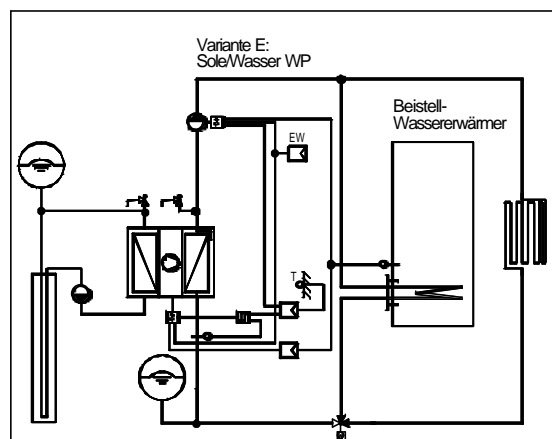 Variante E:
Sole/Wasser WP
Beistell-
Wassererwärmer
EW
T